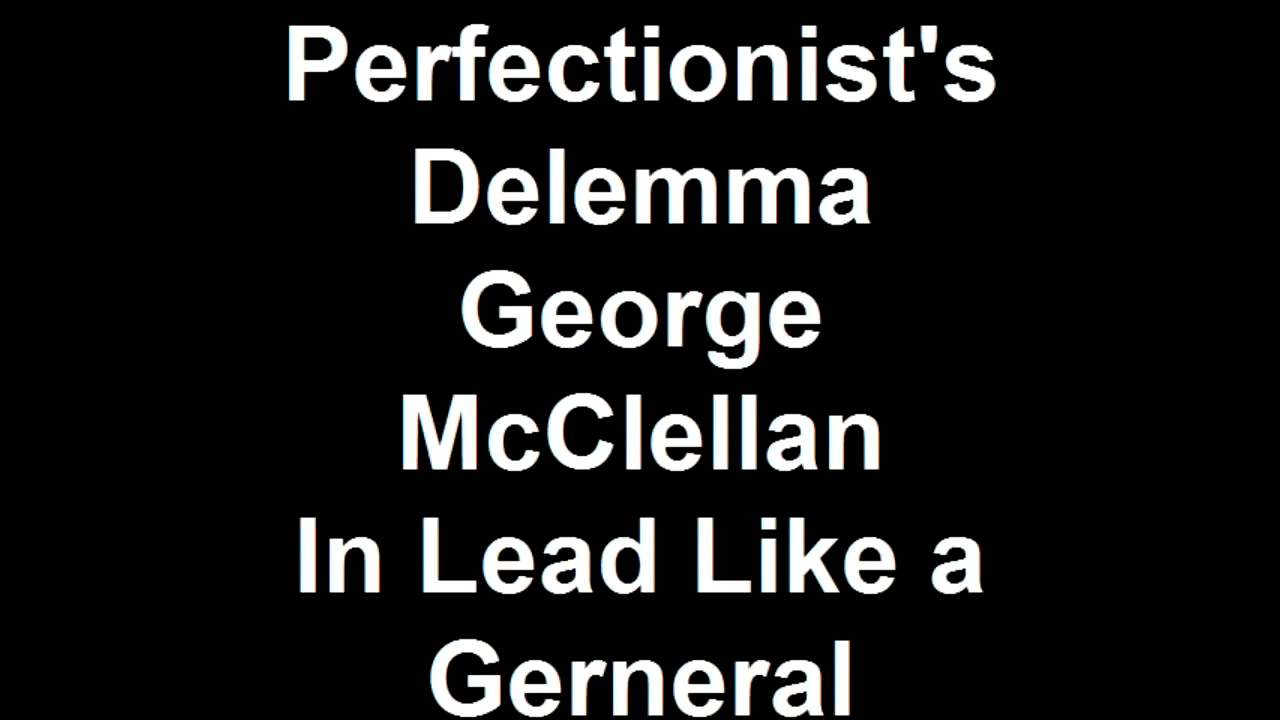 Perfectionist's
Delemma
George
McClellan
In Lead Like a
Gerneral